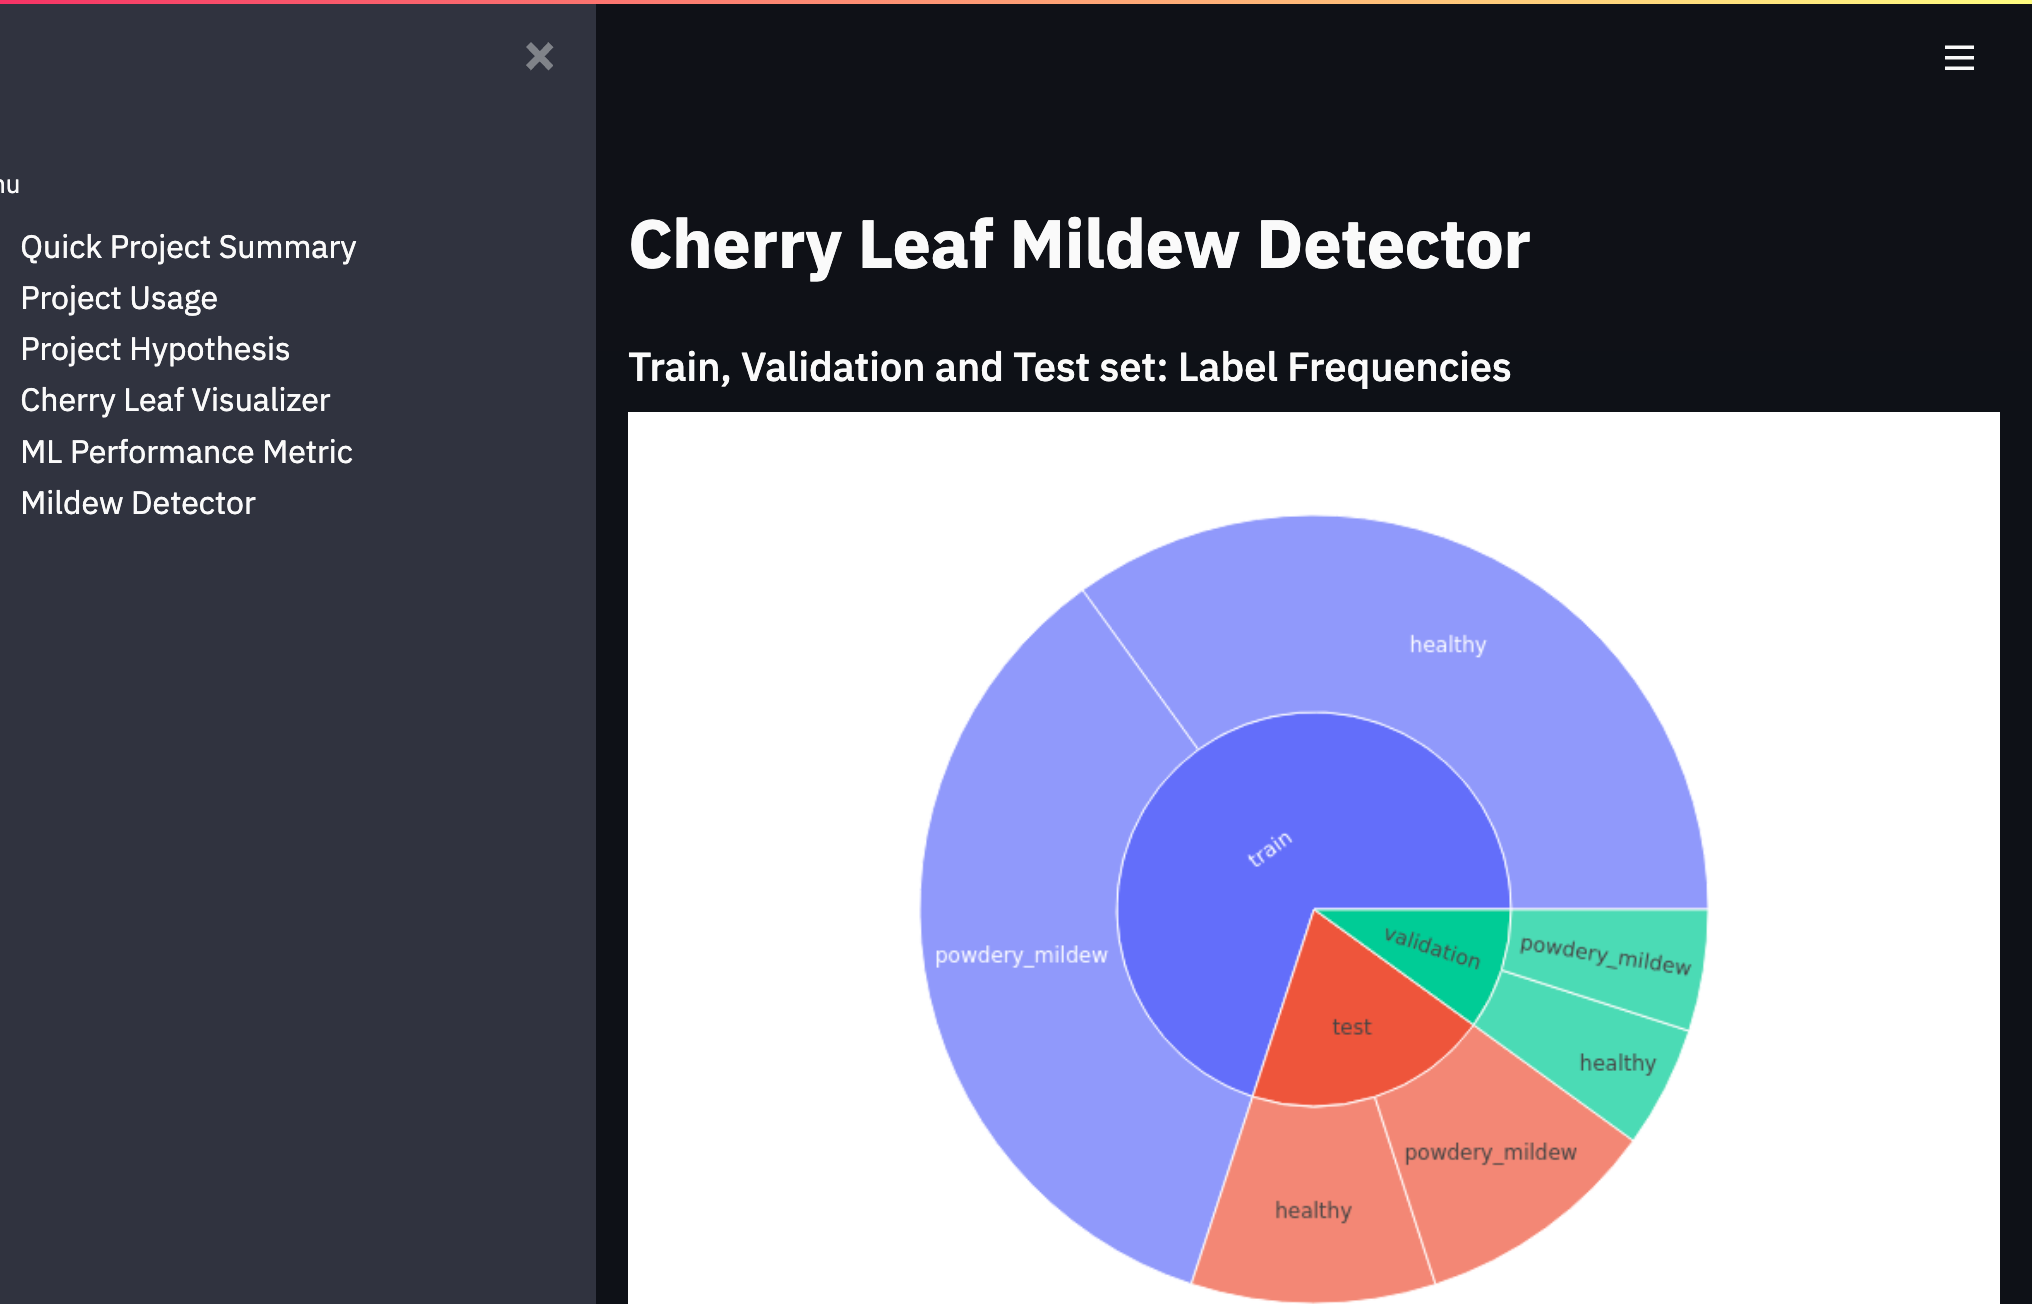 nu
Quick Project Summary
Project Usage
Project Hypothesis
Cherry Leaf Visualizer
ML Performance Metric
Mildew Detector
Cherry Leaf Mildew Detector
Train, Validation and Test set: Label Frequencies
healthy
train
powdery_mildew
validation
powdery_mildew
test
healthy
powdery_mildew
healthy